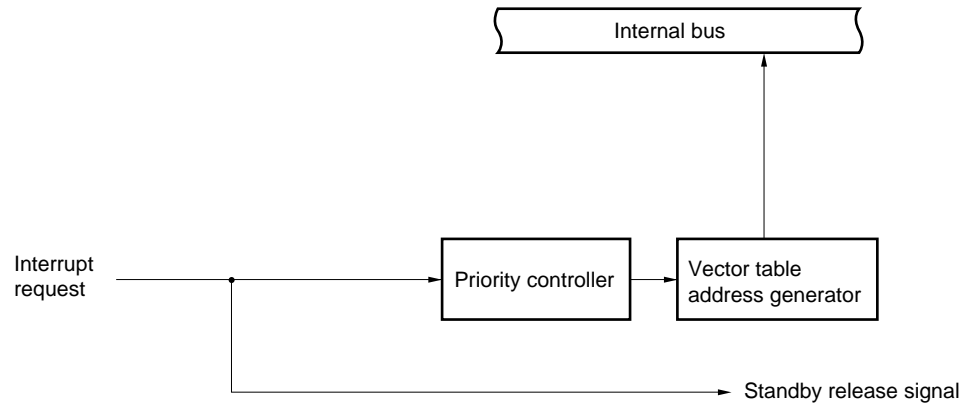 Internal bus
Interrupt
request
Priority controller
Vector table
address generator
Standby release signal